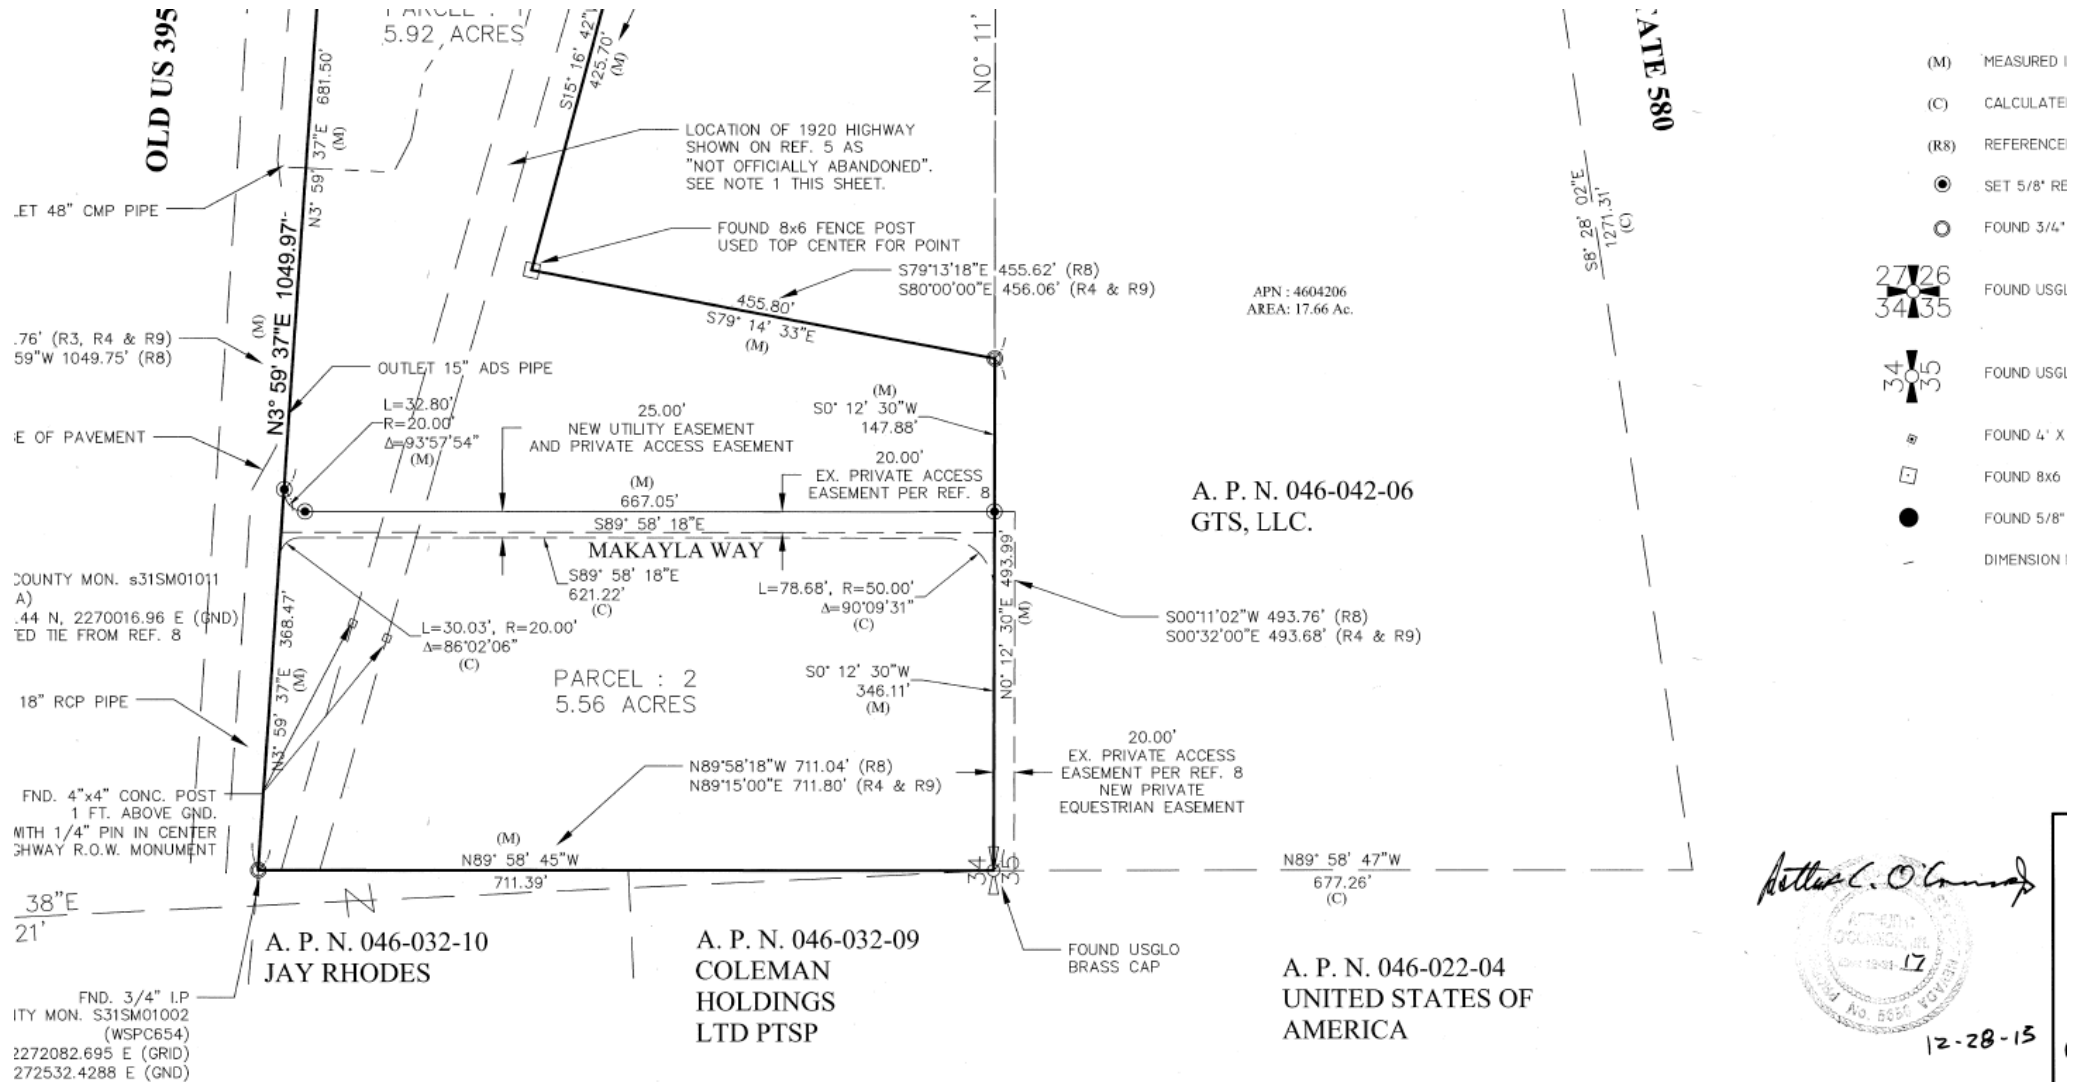 OLD US 395
PARCEL : 1
5.92 ACRES
681.50'
N3° 59' 37"E
(M)
S15° 16' 42"
425.70'
(M)
N0° 11'
LOCATION OF 1920 HIGHWAY
SHOWN ON REF. 5 AS
"NOT OFFICIALLY ABANDONED".
SEE NOTE 1 THIS SHEET.
FOUND 8x6 FENCE POST
USED TOP CENTER FOR POINT
S79°13'18"E 455.62' (R8)
S80°00'00"E 456.06' (R4 & R9)
455.80'
S79° 14' 33"E
(M)
APN : 4604206
AREA: 17.66 Ac.
TATE 580
S8° 28' 02"E
1271.31'
(C)
(M) MEASURED
(C) CALCULATE
(R8) REFERENCE
SET 5/8" RE
FOUND 3/4"
27 26
34 35
FOUND USGL
34 35
FOUND USGL
FOUND 4' X
FOUND 8x6
FOUND 5/8"
DIMENSION
LET 48" CMP PIPE
N3° 59' 37"E 1049.97'
(M)
.76' (R3, R4 & R9)
59"W 1049.75' (R8)
OUTLET 15" ADS PIPE
E OF PAVEMENT
L=32.80'
R=20.00'
Δ=93°57'54"
(M)
25.00'
NEW UTILITY EASEMENT
AND PRIVATE ACCESS EASEMENT
(M)
S0° 12' 30"W
147.88'
20.00'
EX. PRIVATE ACCESS
EASEMENT PER REF. 8
(M)
667.05'
S89° 58' 18"E
MAKAYLA WAY
S89° 58' 18"E
621.22'
(C)
L=78.68', R=50.00'
Δ=90°09'31"
(C)
A. P. N. 046-042-06
GTS, LLC.
N0° 12' 30"E 493.99'
(M)
S00°11'02"W 493.76' (R8)
S00°32'00"E 493.68' (R4 & R9)
COUNTY MON. s31SM01011
A)
.44 N, 2270016.96 E (GND)
TED TIE FROM REF. 8
368.47'
N3° 59' 37"E
(M)
L=30.03', R=20.00'
Δ=86°02'06"
(C)
PARCEL : 2
5.56 ACRES
S0° 12' 30"W
346.11'
(M)
18" RCP PIPE
N89°58'18"W 711.04' (R8)
N89°15'00"E 711.80' (R4 & R9)
20.00'
EX. PRIVATE ACCESS
EASEMENT PER REF. 8
NEW PRIVATE
EQUESTRIAN EASEMENT
FND. 4"x4" CONC. POST
1 FT. ABOVE GND.
WITH 1/4" PIN IN CENTER
GHWAY R.O.W. MONUMENT
(M)
N89° 58' 45"W
711.39'
34 35
N89° 58' 47"W
677.26'
(C)
38"E
21'
A. P. N. 046-032-10
JAY RHODES
A. P. N. 046-032-09
COLEMAN
HOLDINGS
LTD PTSP
FOUND USGLO
BRASS CAP
A. P. N. 046-022-04
UNITED STATES OF
AMERICA
FND. 3/4" I.P
ITY MON. S31SM01002
(WSPC654)
2272082.695 E (GRID)
272532.4288 E (GND)
17
NEVADA
12-28-15